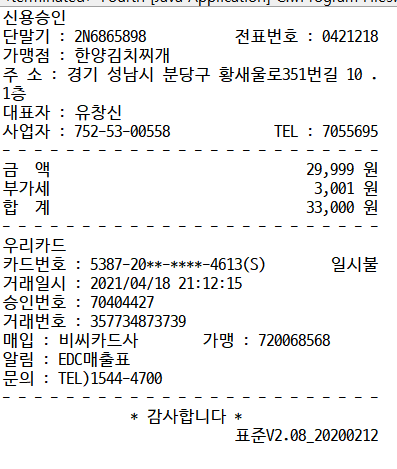 신용승인
단말기 : 2N6865898 전표번호 : 0421218
가맹점 : 한양김치찌개
주 소 : 경기 성남시 분당구 황새울로351번길 10 .
1층
대표자 : 유창신
사업자 : 752-53-00558 TEL : 7055695
- - - - - - - - - - - - - - - - - - - - - - - -
금 액 29,999 원
부가세 3,001 원
합 계 33,000 원
- - - - - - - - - - - - - - - - - - - - - - - -
우리카드
카드번호 : 5387-20**-****-4613(S) 일시불
거래일시 : 2021/04/18 21:12:15
승인번호 : 70404427
거래번호 : 357734873739
매입 : 비씨카드사 가맹 : 720068568
알림 : EDC매출표
문의 : TEL)1544-4700
- - - - - - - - - - - - - - - - - - - - - - - -
* 감사합니다 *
표준V2.08_20200212